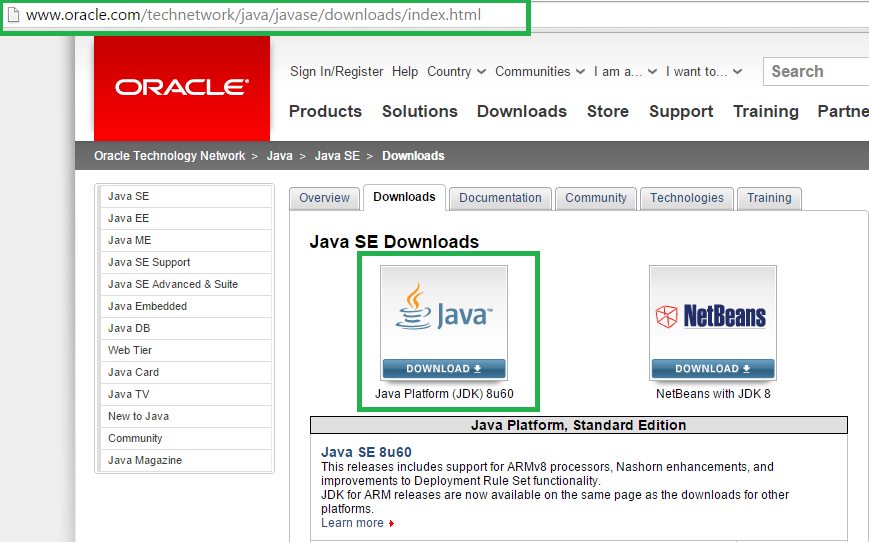 www.oracle.com/technetwork/java/javase/downloads/index.html
ORACLE®
Sign In/Register Help Country Communities I am a... I want to... Search
Products Solutions Downloads Store Support Training Partne
Oracle Technology Network > Java > Java SE > Downloads
Java SE
Java EE
Java ME
Java SE Support
Java SE Advanced & Suite
Java Embedded
Java DB
Web Tier
Java Card
Java TV
New to Java
Community
Java Magazine
Overview Downloads Documentation Community Technologies Training
Java SE Downloads
Java™
DOWNLOAD
Java Platform (JDK) 8u60
NetBeans
DOWNLOAD
NetBeans with JDK 8
Java Platform, Standard Edition
Java SE 8u60
This releases includes support for ARMv8 processors, Nashorn enhancements, and
improvements to Deployment Rule Set functionality.
JDK for ARM releases are now available on the same page as the downloads for other
platforms.
Learn more